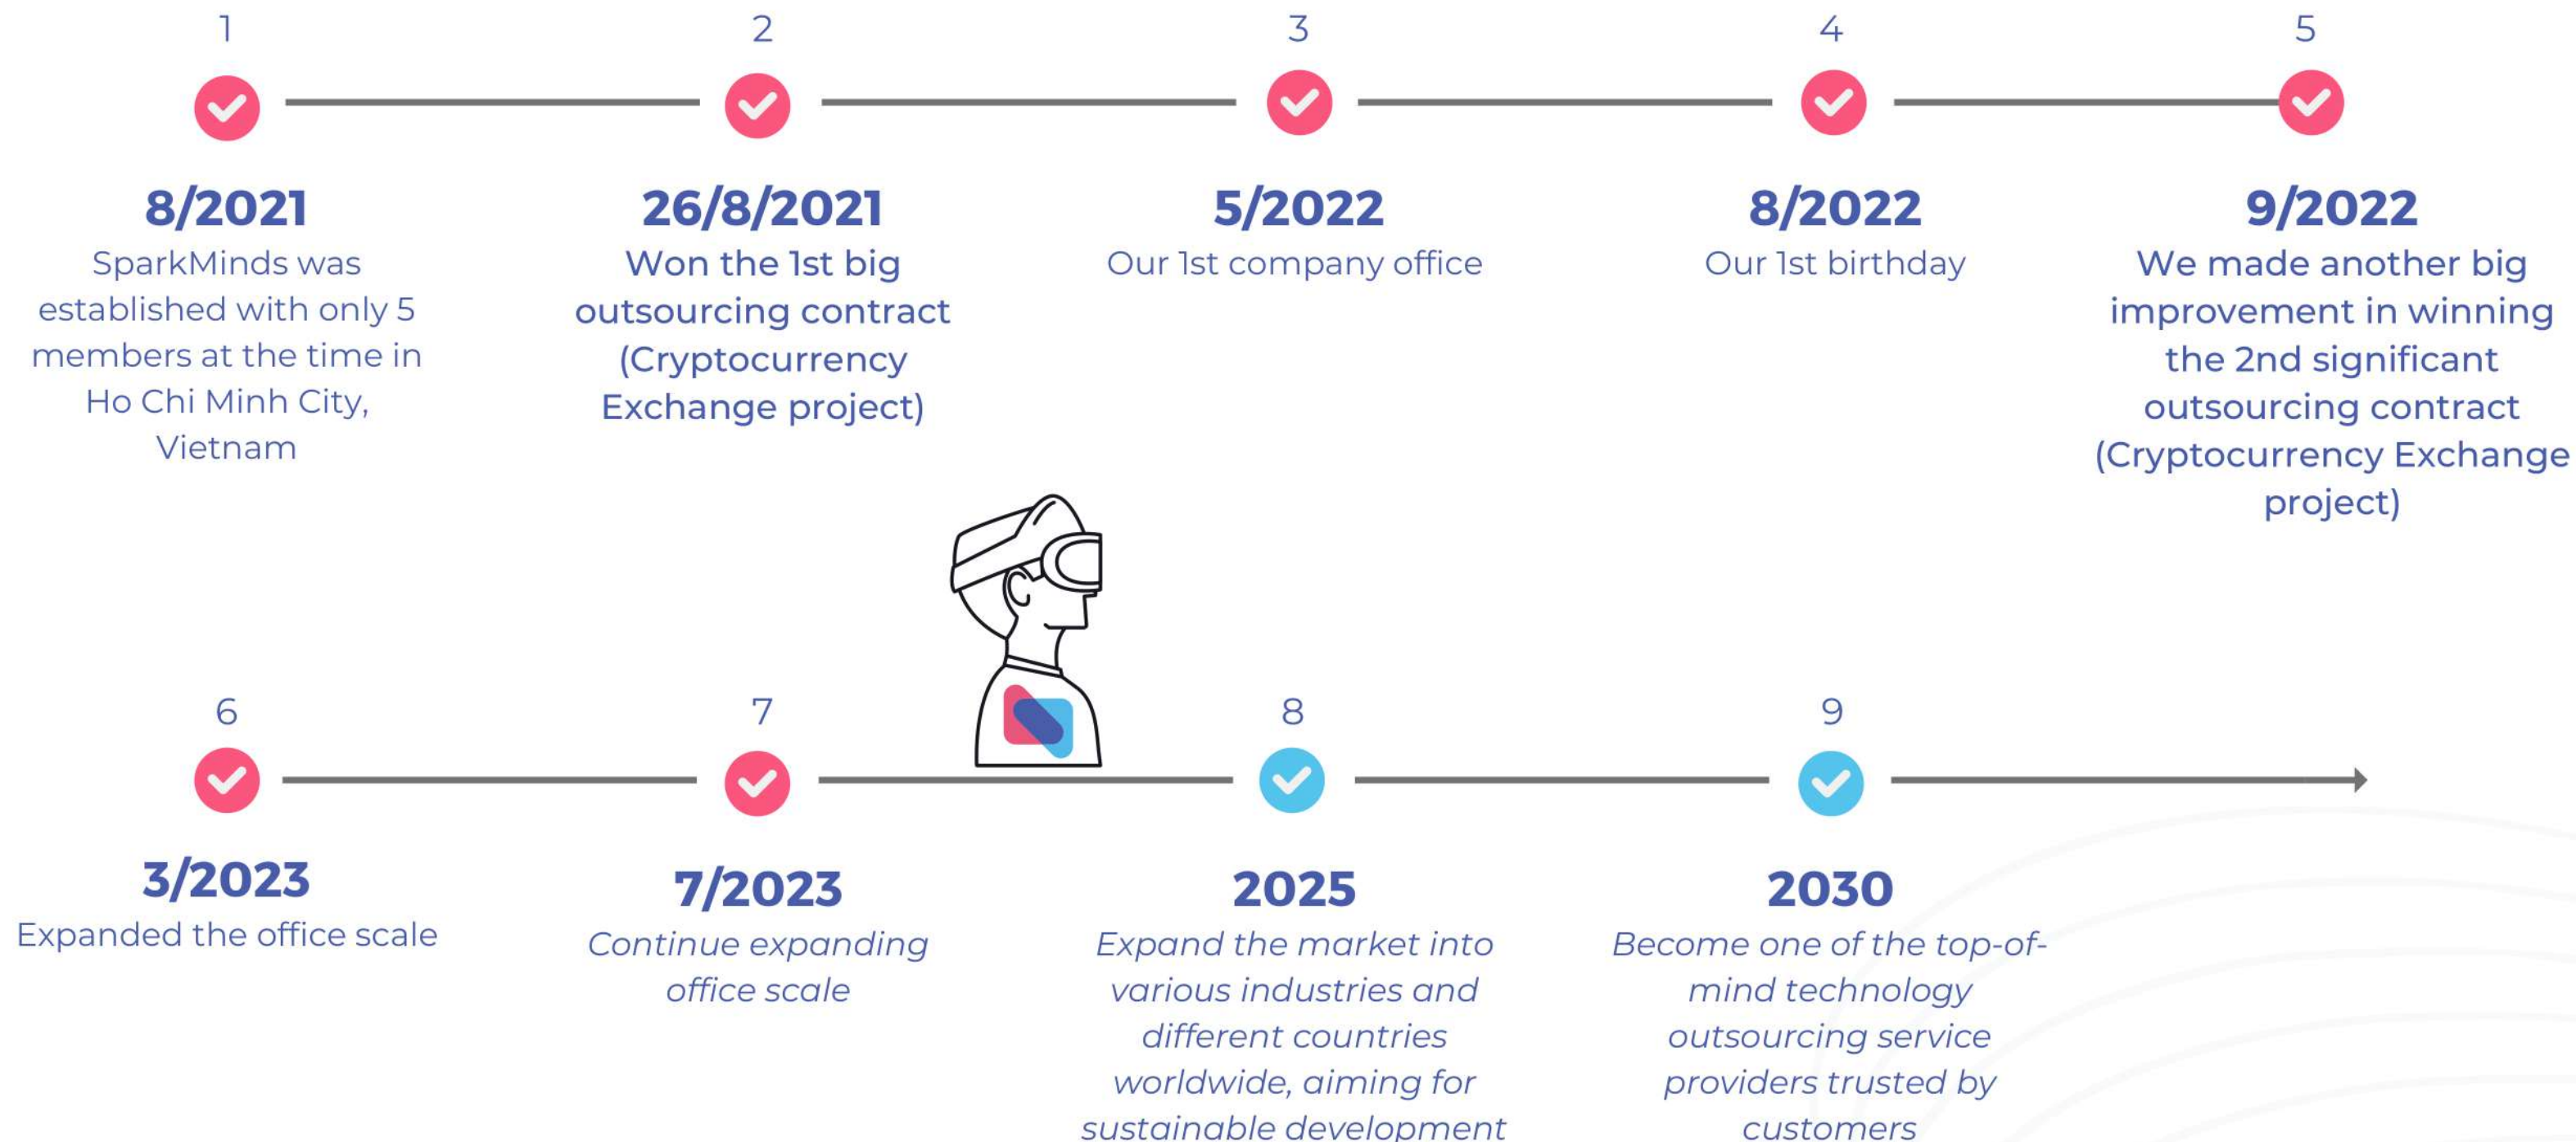 1
2
3
4
5
8/2021
SparkMinds was
established with only 5
members at the time in
Ho Chi Minh City,
Vietnam
26/8/2021
Won the 1st big
outsourcing contract
(Cryptocurrency
Exchange project)
5/2022
Our 1st company office
8/2022
Our 1st birthday
9/2022
We made another big
improvement in winning
the 2nd significant
outsourcing contract
(Cryptocurrency Exchange
project)
6
7
8
9
3/2023
Expanded the office scale
7/2023
Continue expanding
office scale
2025
Expand the market into
various industries and
different countries
worldwide, aiming for
sustainable development
2030
Become one of the top-of-
mind technology
outsourcing service
providers trusted by
customers